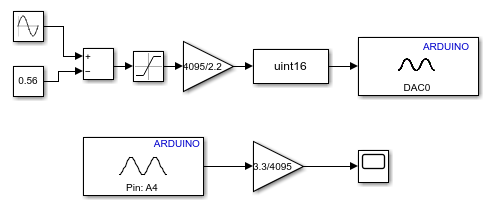 +
−
0.56
4095/2.2
uint16
ARDUINO
DAC0
ARDUINO
Pin: A4
3.3/4095